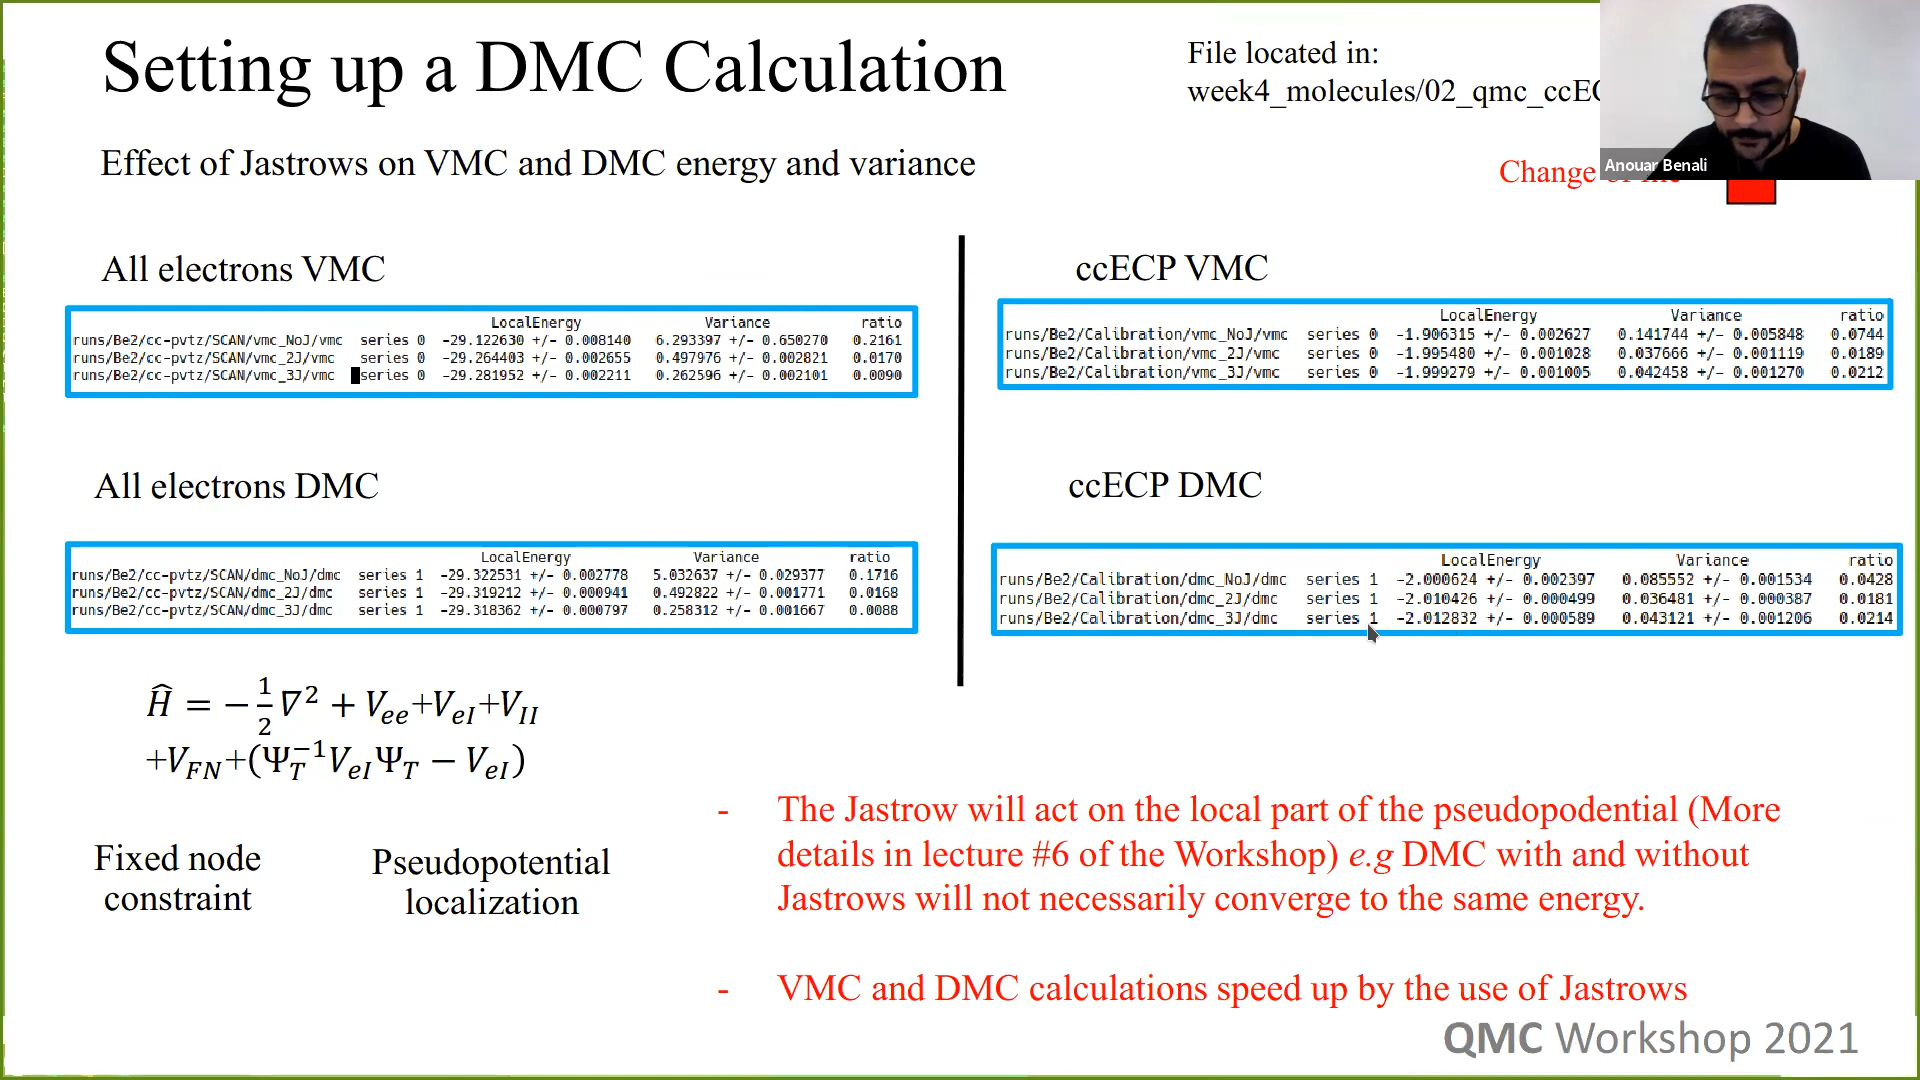 Setting up a DMC Calculation
File located in:
week4_molecules/02_qmc_ccEC
Anouar Benali
Change of
Effect of Jastrows on VMC and DMC energy and variance
All electrons VMC
LocalEnergy Variance ratio
runs/Be2/cc-pvtz/SCAN/vmc_NoJ/vmc series 0 -29.122630 +/- 0.008140 6.293397 +/- 0.650270 0.2161
runs/Be2/cc-pvtz/SCAN/vmc_2J/vmc series 0 -29.264403 +/- 0.002655 0.497976 +/- 0.002821 0.0170
runs/Be2/cc-pvtz/SCAN/vmc_3J/vmc series 0 -29.281952 +/- 0.002211 0.262596 +/- 0.002101 0.0090
ccECP VMC
LocalEnergy Variance ratio
runs/Be2/Calibration/vmc_NoJ/vmc series 0 -1.906315 +/- 0.002627 0.141744 +/- 0.005848 0.0744
runs/Be2/Calibration/vmc_2J/vmc series 0 -1.995480 +/- 0.001028 0.037666 +/- 0.001119 0.0189
runs/Be2/Calibration/vmc_3J/vmc series 0 -1.999279 +/- 0.001005 0.042458 +/- 0.001270 0.0212
All electrons DMC
LocalEnergy Variance ratio
runs/Be2/cc-pvtz/SCAN/dmc_NoJ/dmc series 1 -29.322531 +/- 0.002778 5.032637 +/- 0.029377 0.1716
runs/Be2/cc-pvtz/SCAN/dmc_2J/dmc series 1 -29.319212 +/- 0.000941 0.492822 +/- 0.001771 0.0168
runs/Be2/cc-pvtz/SCAN/dmc_3J/dmc series 1 -29.318362 +/- 0.000797 0.258312 +/- 0.001667 0.0088
ccECP DMC
LocalEnergy Variance ratio
runs/Be2/Calibration/dmc_NoJ/dmc series 1 -2.000624 +/- 0.002397 0.085552 +/- 0.001534 0.0428
runs/Be2/Calibration/dmc_2J/dmc series 1 -2.010426 +/- 0.000499 0.036481 +/- 0.000387 0.0181
runs/Be2/Calibration/dmc_3J/dmc series 1 -2.012832 +/- 0.000589 0.043121 +/- 0.001206 0.0214
Ĥ = −½∇² + V_ee+V_eI+V_II
+V_FN+(Ψ_T⁻¹V_eIΨ_T − V_eI)
Fixed node
constraint
Pseudopotential
localization
- The Jastrow will act on the local part of the pseudopodential (More
details in lecture #6 of the Workshop) e.g DMC with and without
Jastrows will not necessarily converge to the same energy.
- VMC and DMC calculations speed up by the use of Jastrows
QMC Workshop 2021